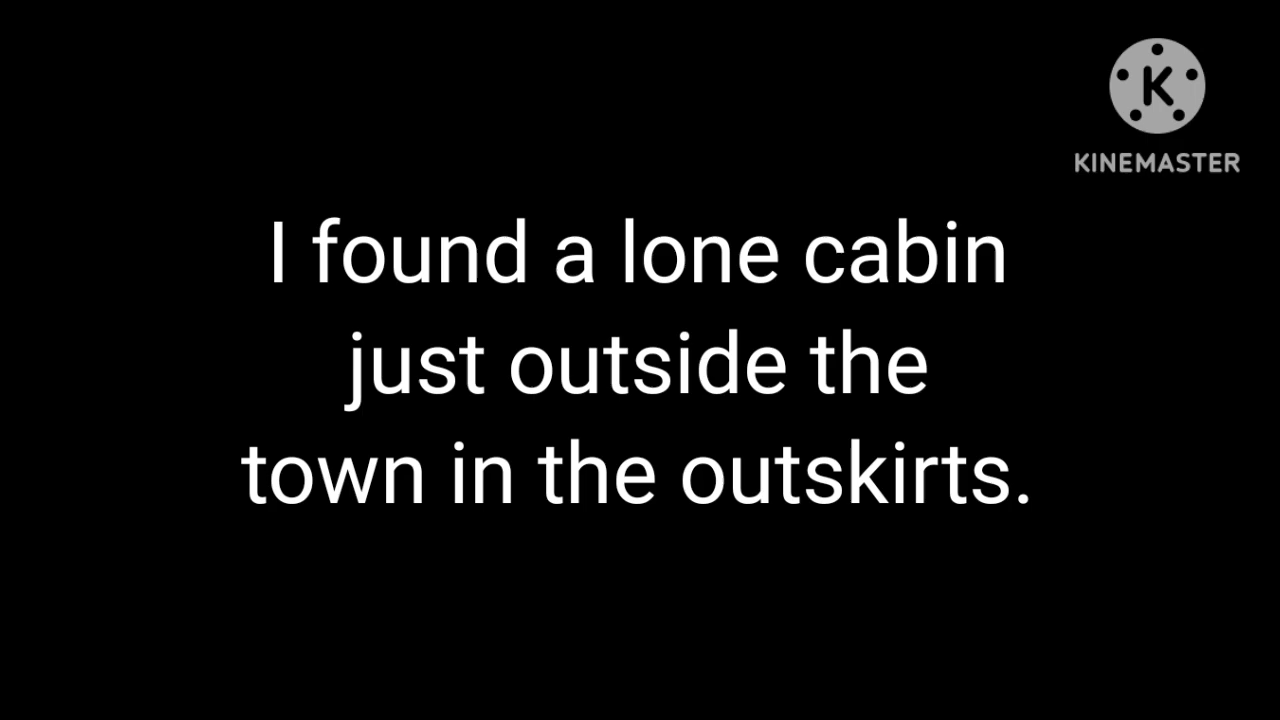 K
KINEMASTER
I found a lone cabin
just outside the
town in the outskirts.